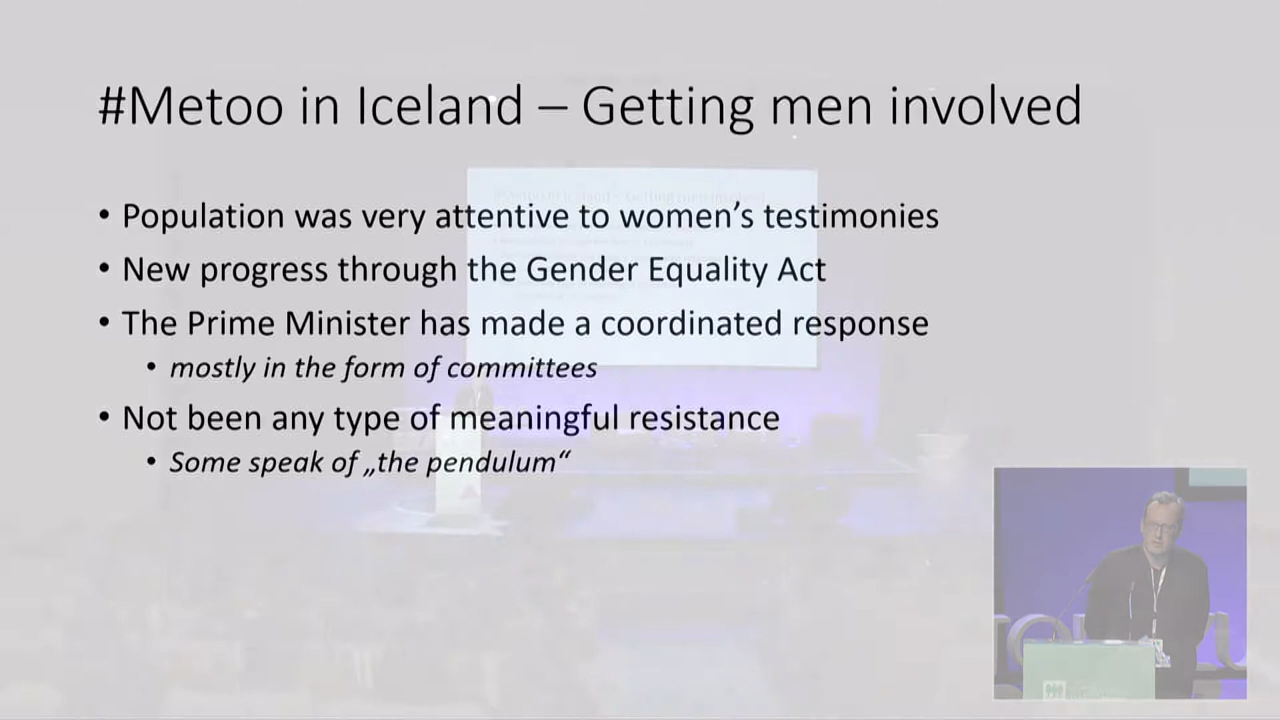 #Metoo in Iceland – Getting men involved
• Population was very attentive to women’s testimonies
• New progress through the Gender Equality Act
• The Prime Minister has made a coordinated response
• mostly in the form of committees
• Not been any type of meaningful resistance
• Some speak of „the pendulum“